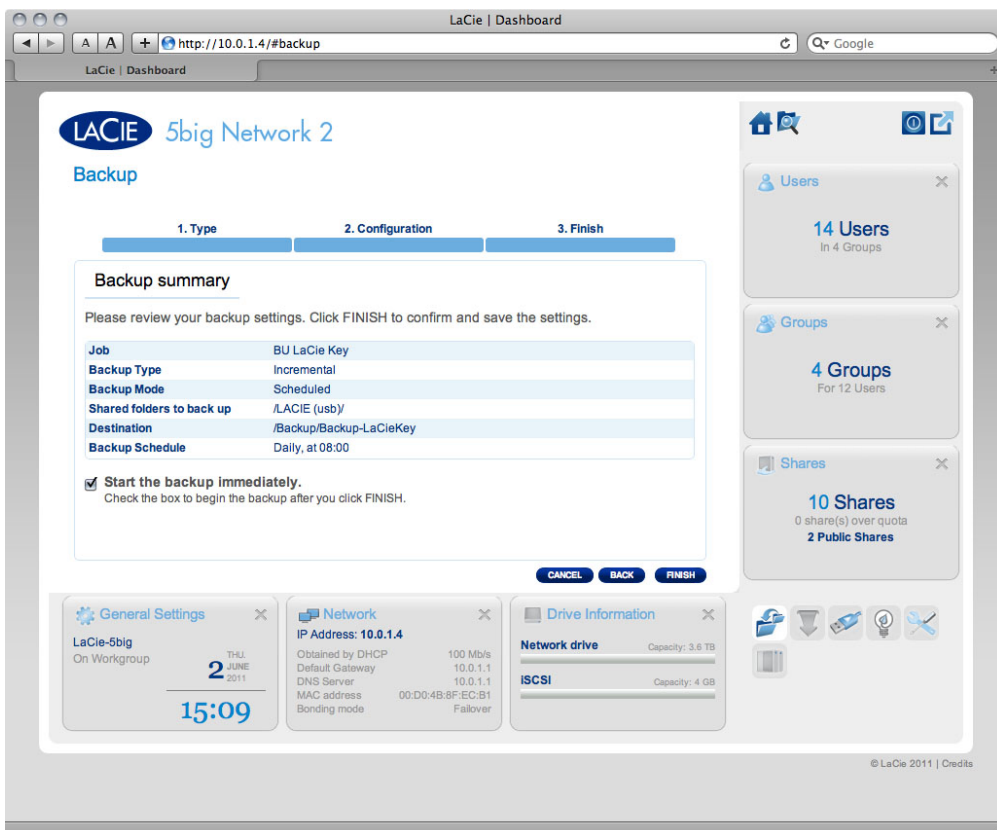 LaCie | Dashboard
A A + http://10.0.1.4/#backup Google
LaCie | Dashboard +
LACIE 5big Network 2
Backup
1. Type 2. Configuration 3. Finish
Backup summary
Please review your backup settings. Click FINISH to confirm and save the settings.
Job BU LaCie Key
Backup Type Incremental
Backup Mode Scheduled
Shared folders to back up /LACIE (usb)/
Destination /Backup/Backup-LaCieKey
Backup Schedule Daily, at 08:00
Start the backup immediately.
Check the box to begin the backup after you click FINISH.
CANCEL BACK FINISH
Users
14 Users
In 4 Groups
Groups
4 Groups
For 12 Users
Shares
10 Shares
0 share(s) over quota
2 Public Shares
General Settings
LaCie-5big
On Workgroup
THU.
2 JUNE
2011
15:09
Network
IP Address: 10.0.1.4
Obtained by DHCP 100 Mb/s
Default Gateway 10.0.1.1
DNS Server 10.0.1.1
MAC address 00:D0:4B:8F:EC:B1
Bonding mode Failover
Drive Information
Network drive Capacity: 3.6 TB
iSCSI Capacity: 4 GB
© LaCie 2011 | Credits